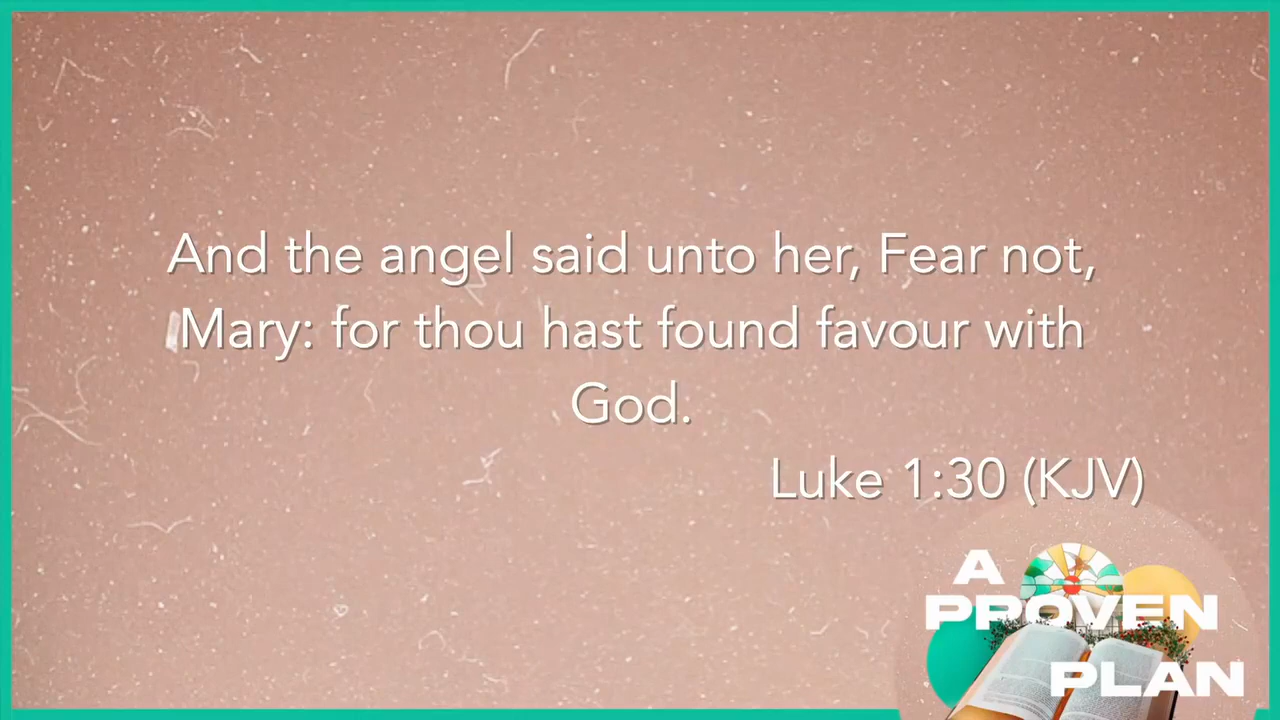 And the angel said unto her, Fear not,
Mary: for thou hast found favour with
God.
Luke 1:30 (KJV)
A
PROVEN
PLAN